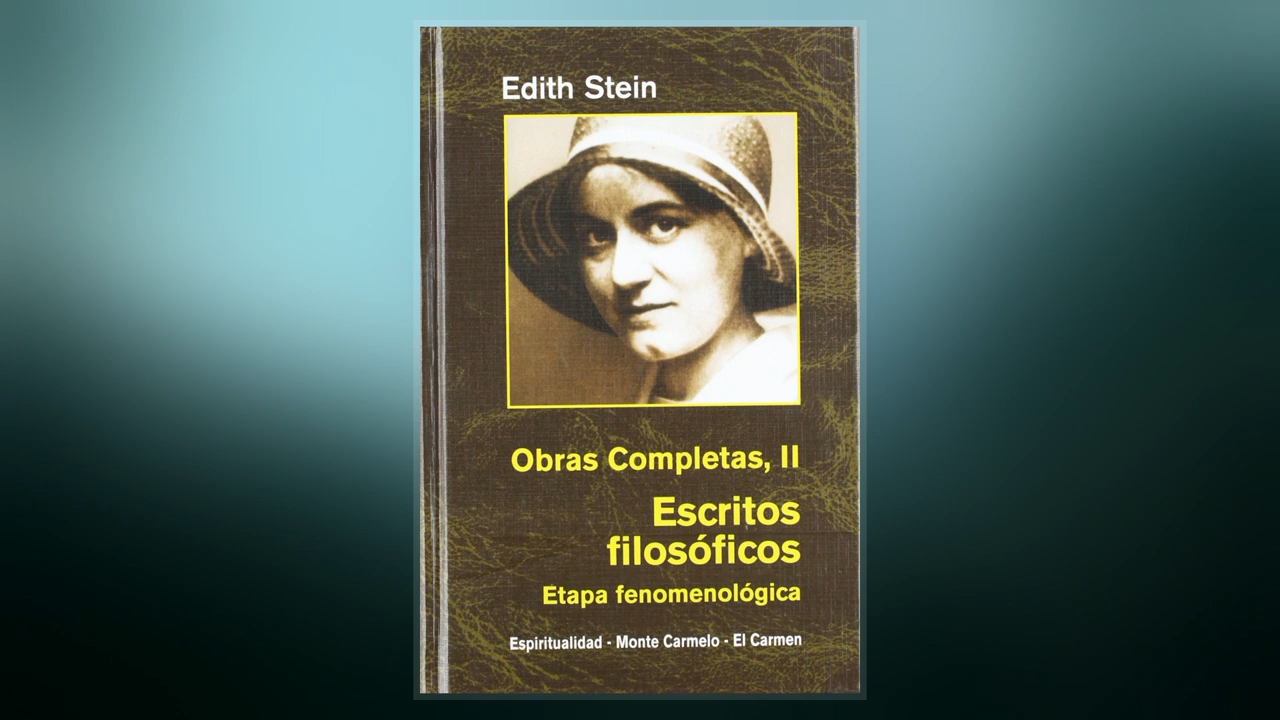 Edith Stein
Obras Completas, II
Escritos
filosóficos
Etapa fenomenológica
Espiritualidad - Monte Carmelo - El Carmen